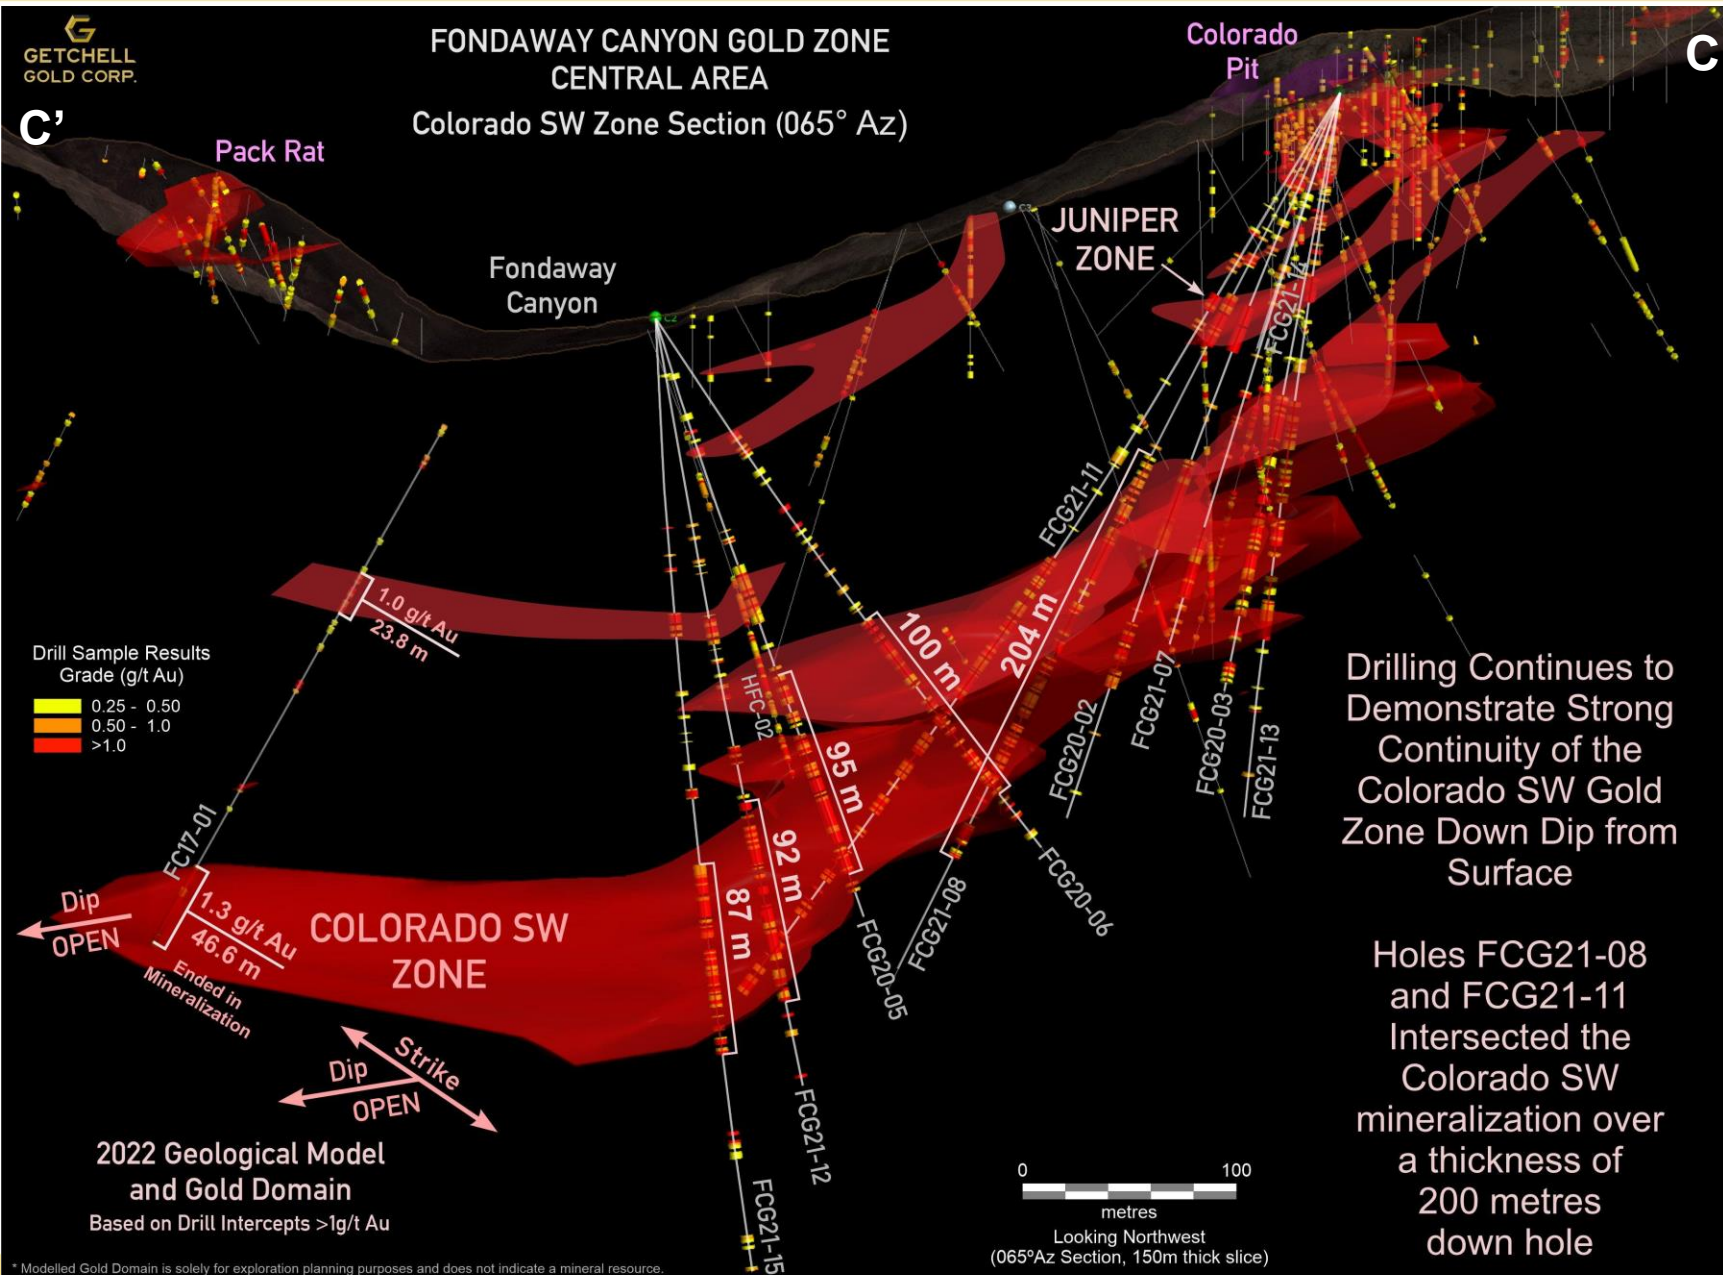 GETCHELL
GOLD CORP.
FONDAWAY CANYON GOLD ZONE
CENTRAL AREA
Colorado SW Zone Section (065° Az)
Colorado
Pit
C
C'
Pack Rat
Fondaway
Canyon
C2
C3
JUNIPER
ZONE
FCG21-14
FCG21-11
1.0 g/t Au
23.8 m
Drill Sample Results
Grade (g/t Au)
0.25 - 0.50
0.50 - 1.0
>1.0
100 m
204 m
HFC-02
95 m
92 m
87 m
FCG20-02
FCG21-07
FCG20-03
FCG21-13
FC17-01
1.3 g/t Au
46.6 m
Ended in
Mineralization
Dip
OPEN
COLORADO SW
ZONE
FCG20-06
FCG21-08
FCG20-05
FCG21-12
FCG21-15
Strike
Dip
OPEN
Drilling Continues to
Demonstrate Strong
Continuity of the
Colorado SW Gold
Zone Down Dip from
Surface
Holes FCG21-08
and FCG21-11
Intersected the
Colorado SW
mineralization over
a thickness of
200 metres
down hole
2022 Geological Model
and Gold Domain
Based on Drill Intercepts >1g/t Au
0 100
metres
Looking Northwest
(065ºAz Section, 150m thick slice)
* Modelled Gold Domain is solely for exploration planning purposes and does not indicate a mineral resource.